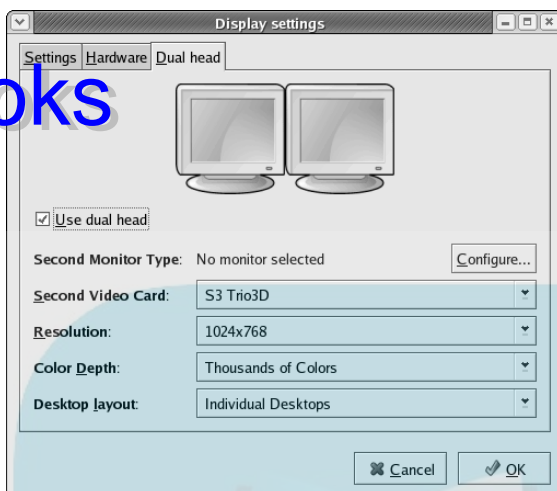 Display settings
Settings Hardware Dual head
oks
Use dual head
Second Monitor Type: No monitor selected Configure...
Second Video Card: S3 Trio3D
Resolution: 1024x768
Color Depth: Thousands of Colors
Desktop layout: Individual Desktops
Cancel OK